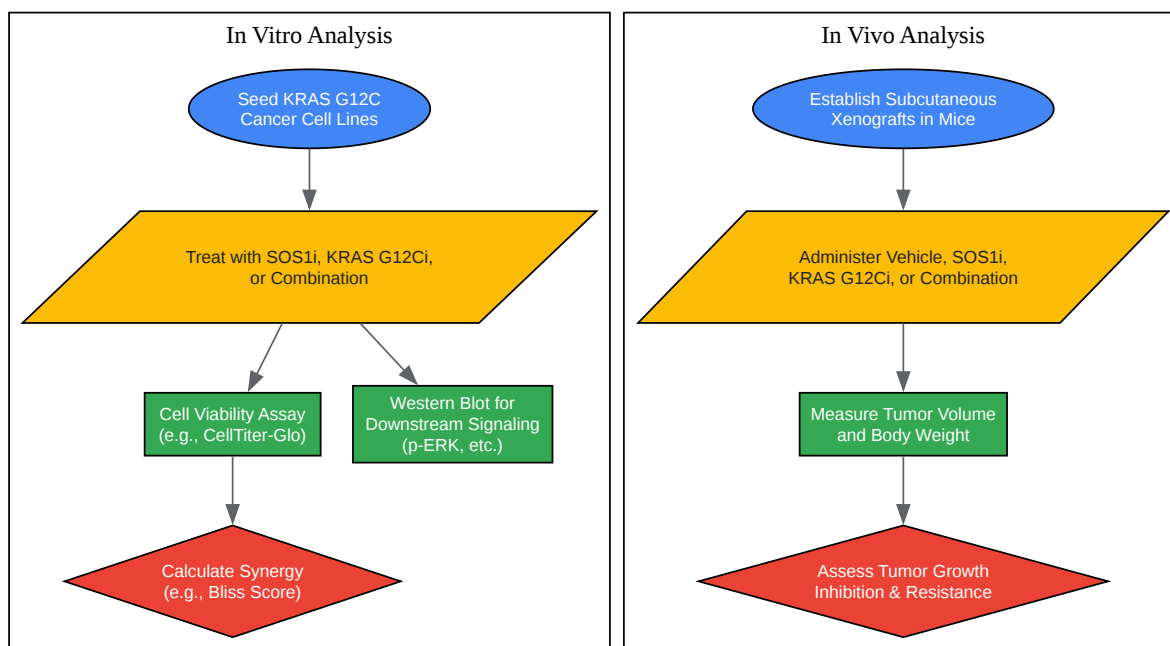 In Vitro Analysis
Seed KRAS G12C
Cancer Cell Lines
Treat with SOS1i, KRAS G12Ci,
or Combination
Cell Viability Assay
(e.g., CellTiter-Glo)
Western Blot for
Downstream Signaling
(p-ERK, etc.)
Calculate Synergy
(e.g., Bliss Score)
In Vivo Analysis
Establish Subcutaneous
Xenografts in Mice
Administer Vehicle, SOS1i,
KRAS G12Ci, or Combination
Measure Tumor Volume
and Body Weight
Assess Tumor Growth
Inhibition & Resistance